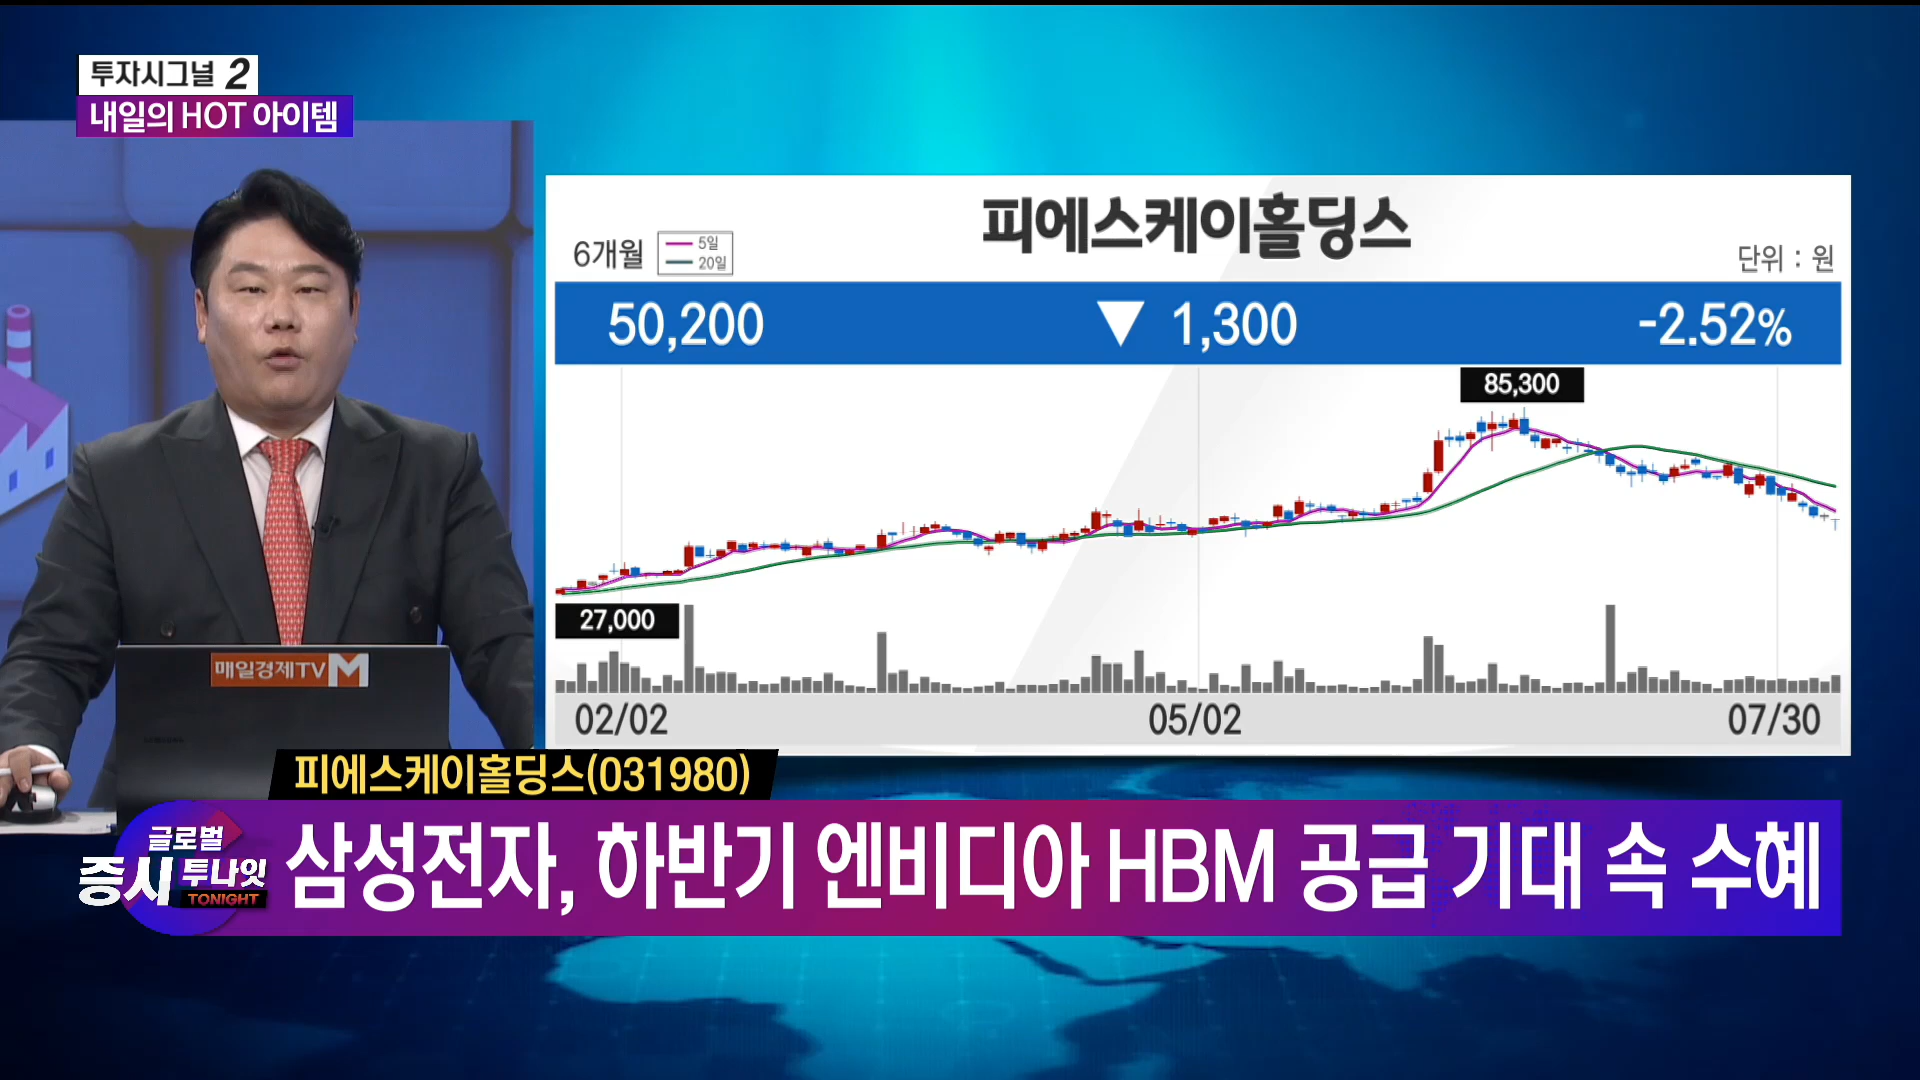 투자시그널 2
내일의 HOT 아이템
피에스케이홀딩스
6개월
5일
20일
단위 : 원
50,200 ▼ 1,300 -2.52%
85,300
27,000
02/02 05/02 07/30
매일경제TV M
피에스케이홀딩스(031980)
글로벌
증시 투나잇
TONIGHT
삼성전자, 하반기 엔비디아 HBM 공급 기대 속 수혜